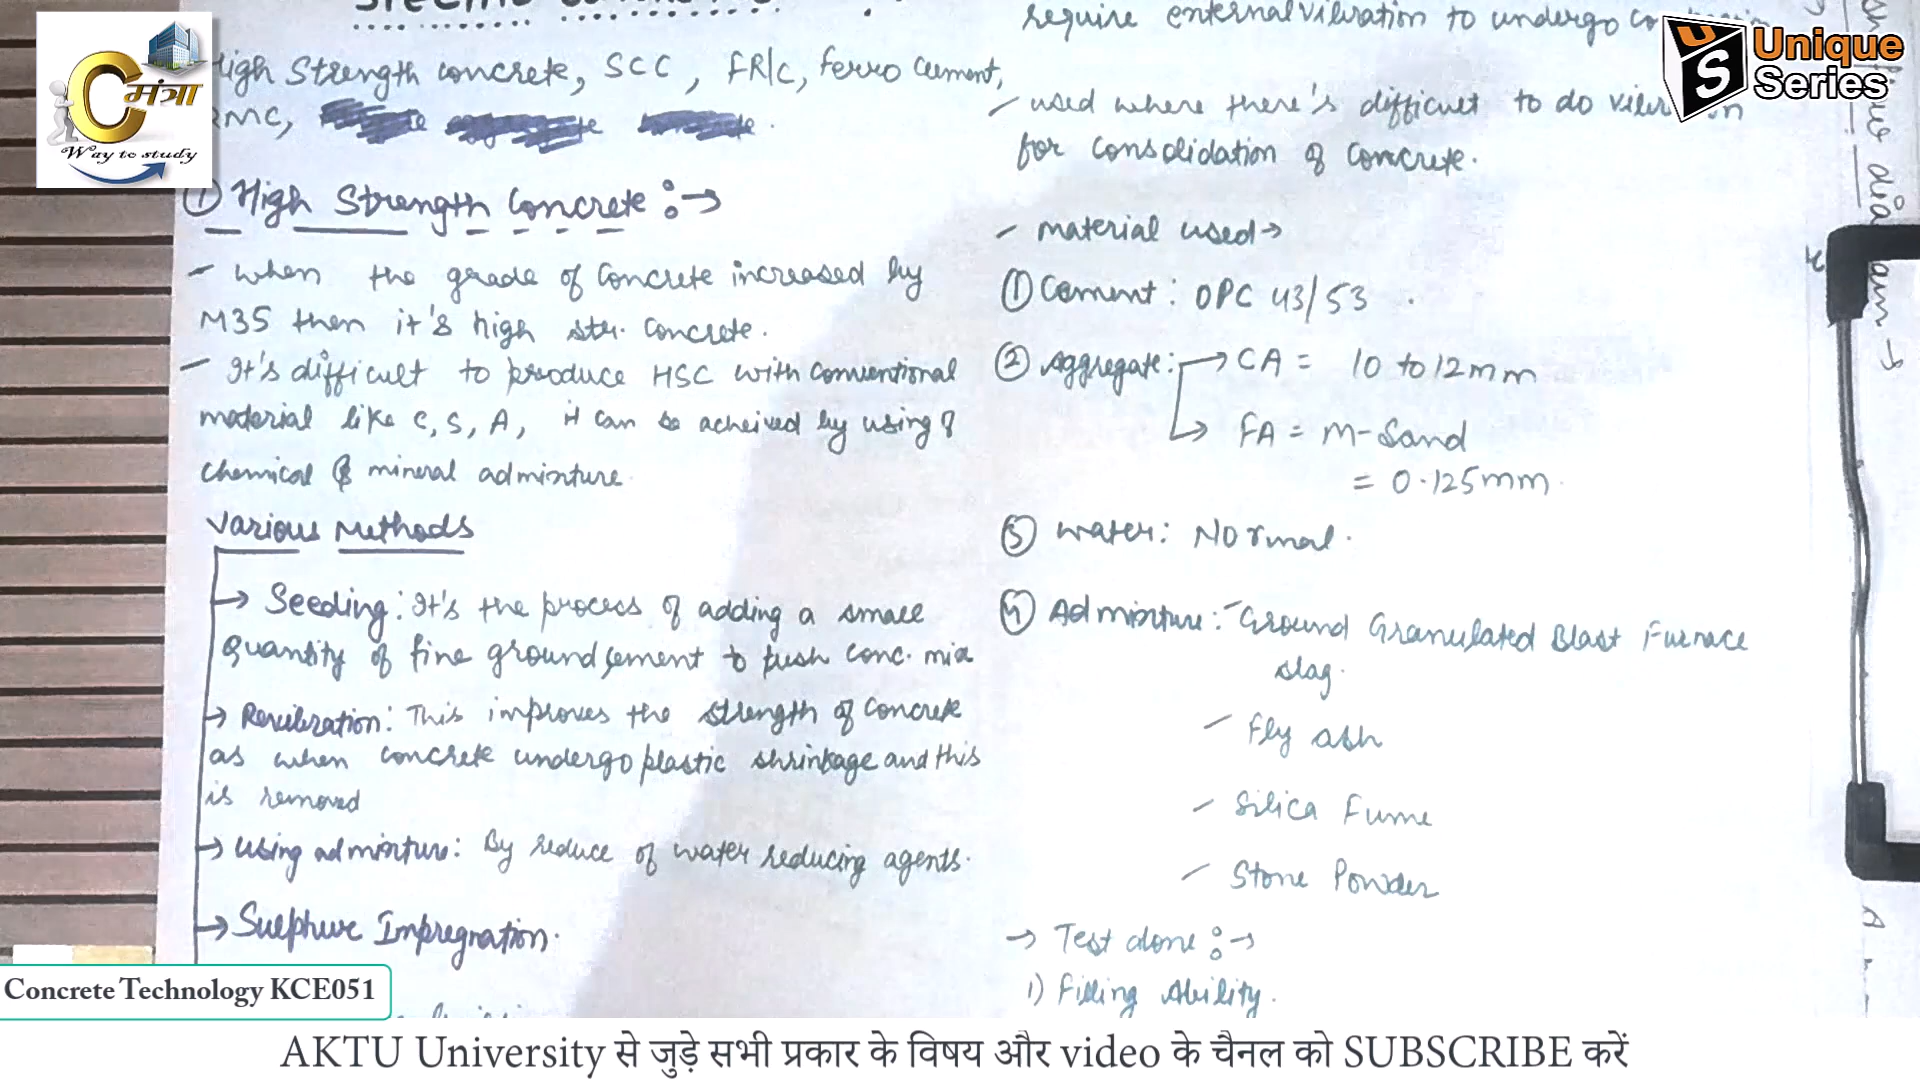 High Strength concrete, SCC, FR/C, Ferro Cement,
RMC,
① High Strength Concrete :→
- when the grade of Concrete increased by
M35 then it's high str. Concrete.
- It's difficult to produce HSC with conventional
material like C, S, A, it can be acheived by using
Chemical & mineral admixture.
Various Methods
→ Seeding: It's the process of adding a small
Quantity of fine ground cement to fresh conc. mix
→ Revibration: This improves the strength of Concrete
as when concrete undergo plastic shrinkage and this
is removed
→ Using admixture: By reduce of water reducing agents.
→ Sulphur Impregnation.
require external vibration to undergo
- used where there's difficult to do vibration
for consolidation of Concrete.
- material used →
① Cement: OPC 43/53
② Aggregate: → CA = 10 to 12mm
→ FA = M-Sand
= 0.125mm.
③ Water: Normal.
④ Admixture: - Ground Granulated Blast Furnace
slag.
- Fly ash
- Silica Fume
- Stone Powder
→ Test done :→
1) Filling Ability.
C मंत्रा
Way to study
US Unique
Series
Concrete Technology KCE051
AKTU University से जुड़े सभी प्रकार के विषय और video के चैनल को SUBSCRIBE करें